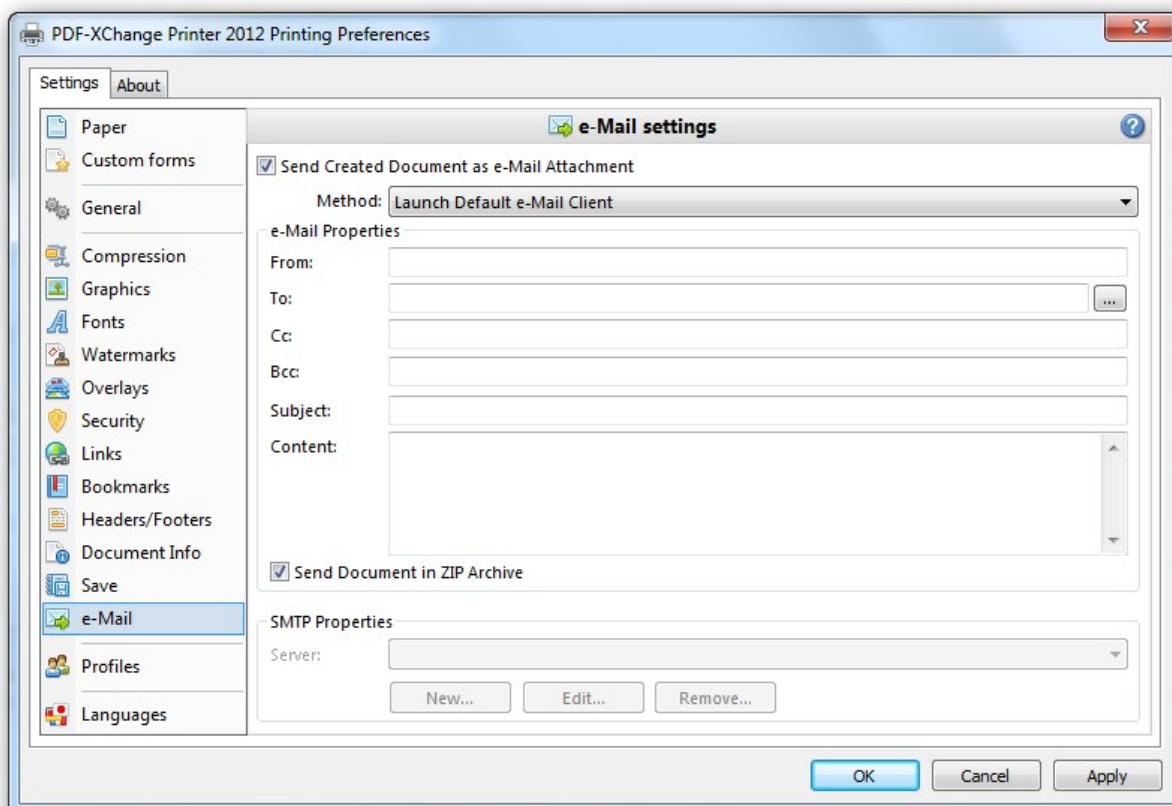 PDF-XChange Printer 2012 Printing Preferences
Settings
About
Paper
Custom forms
General
Compression
Graphics
Fonts
Watermarks
Overlays
Security
Links
Bookmarks
Headers/Footers
Document Info
Save
e-Mail
Profiles
Languages
e-Mail settings
?
Send Created Document as e-Mail Attachment
Method: Launch Default e-Mail Client
e-Mail Properties
From:
To:
...
Cc:
Bcc:
Subject:
Content:
Send Document in ZIP Archive
SMTP Properties
Server:
New... Edit... Remove...
OK Cancel Apply